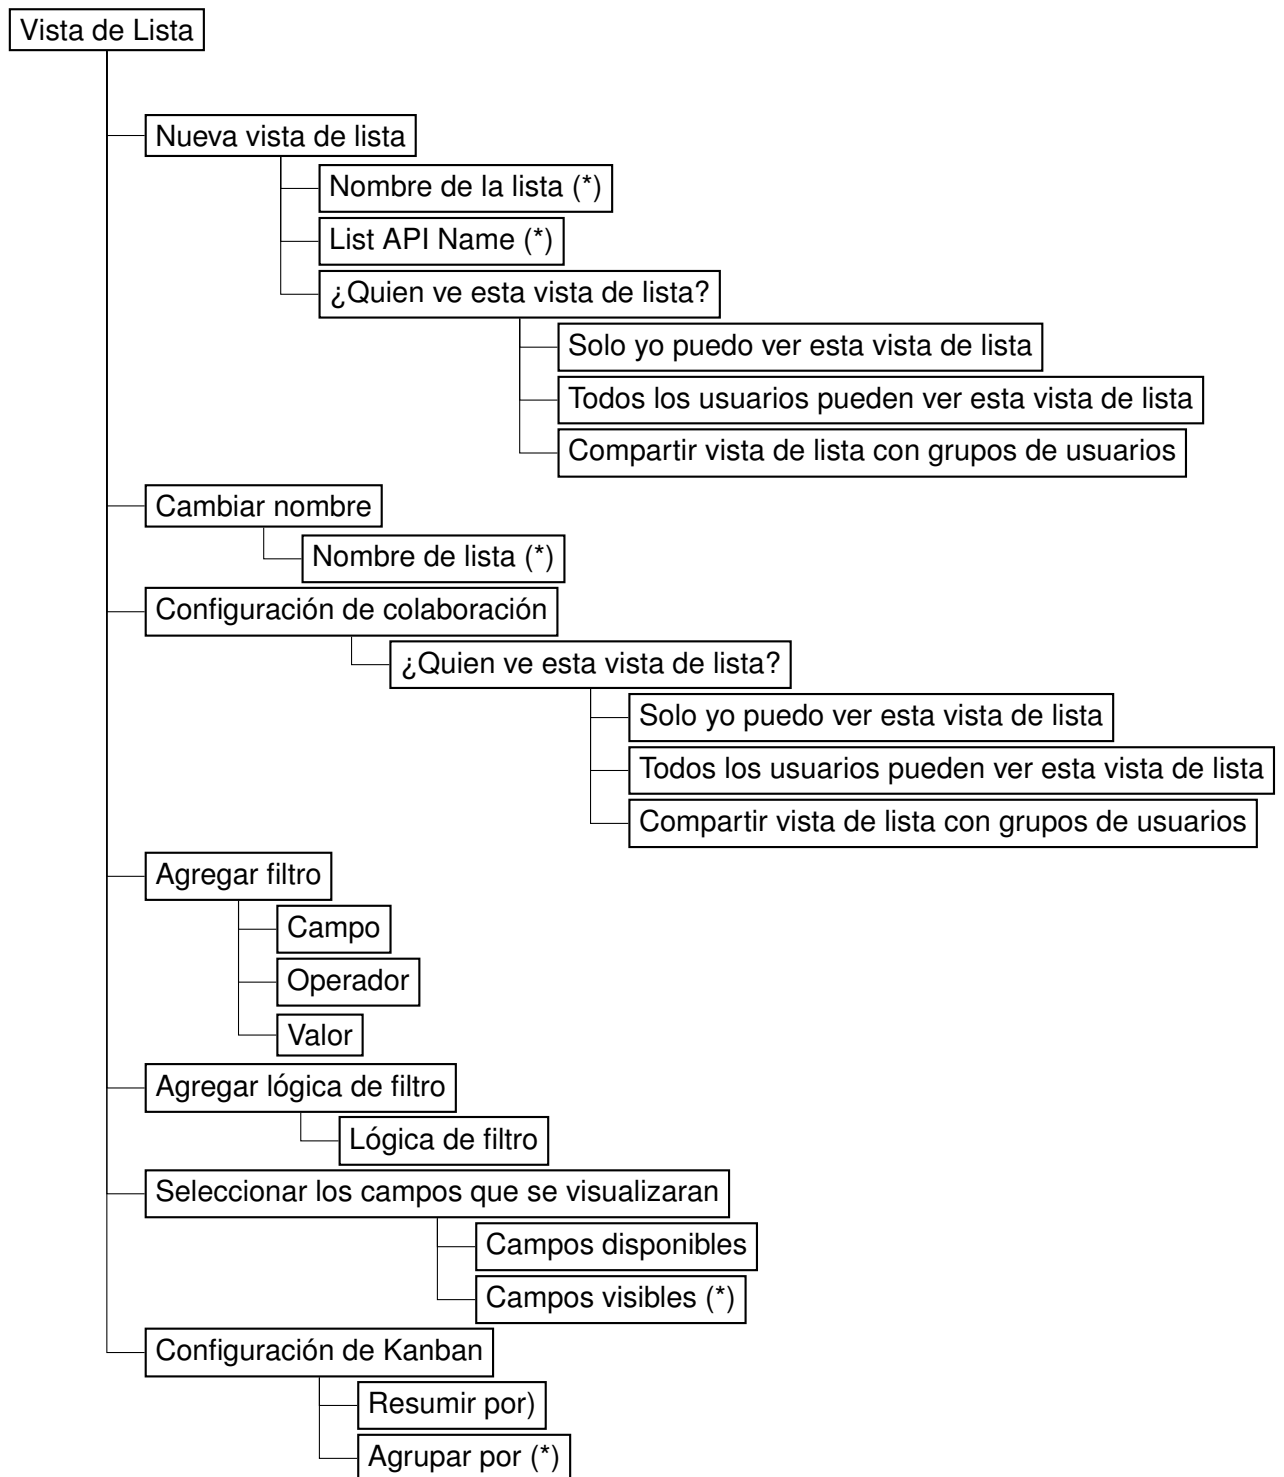 Vista de Lista
Nueva vista de lista
Nombre de la lista (*)
List API Name (*)
¿Quien ve esta vista de lista?
Solo yo puedo ver esta vista de lista
Todos los usuarios pueden ver esta vista de lista
Compartir vista de lista con grupos de usuarios
Cambiar nombre
Nombre de lista (*)
Configuración de colaboración
¿Quien ve esta vista de lista?
Solo yo puedo ver esta vista de lista
Todos los usuarios pueden ver esta vista de lista
Compartir vista de lista con grupos de usuarios
Agregar filtro
Campo
Operador
Valor
Agregar lógica de filtro
Lógica de filtro
Seleccionar los campos que se visualizaran
Campos disponibles
Campos visibles (*)
Configuración de Kanban
Resumir por)
Agrupar por (*)